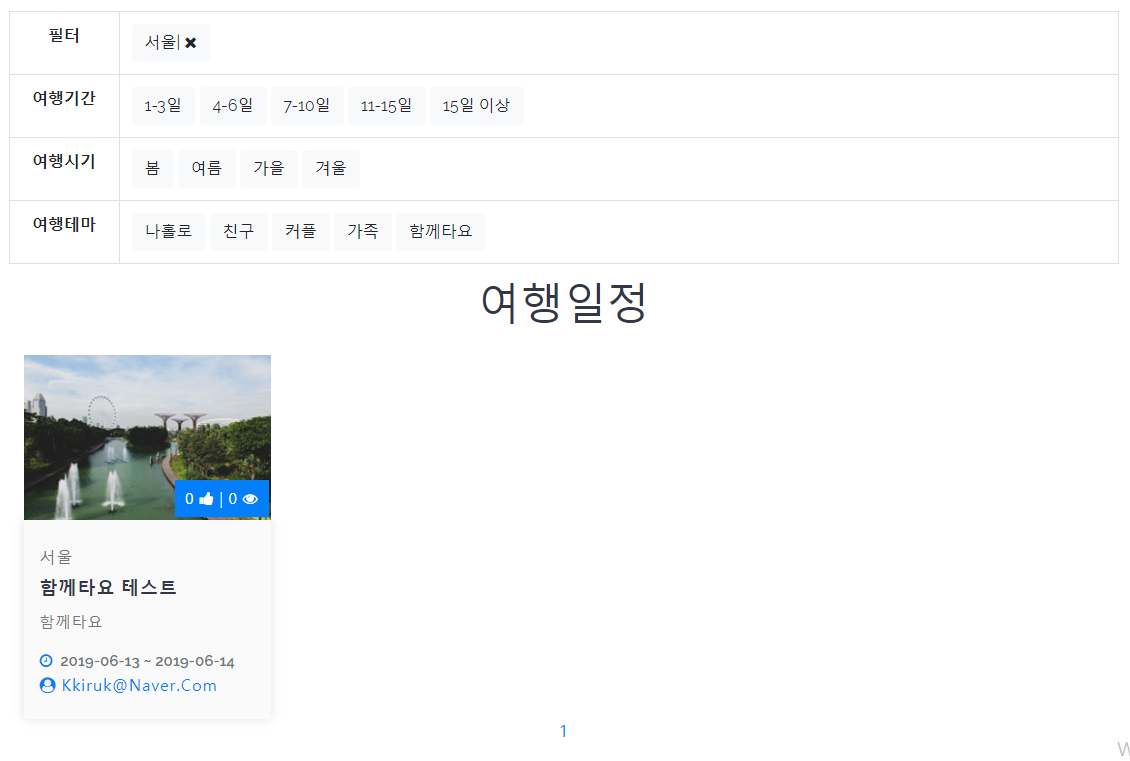 필터 서울| ✖
여행기간 1-3일 4-6일 7-10일 11-15일 15일 이상
여행시기 봄 여름 가을 겨울
여행테마 나홀로 친구 커플 가족 함께타요
여행일정
0 | 0
서울
함께타요 테스트
함께타요
2019-06-13 ~ 2019-06-14
Kkiruk@Naver.Com
1
W